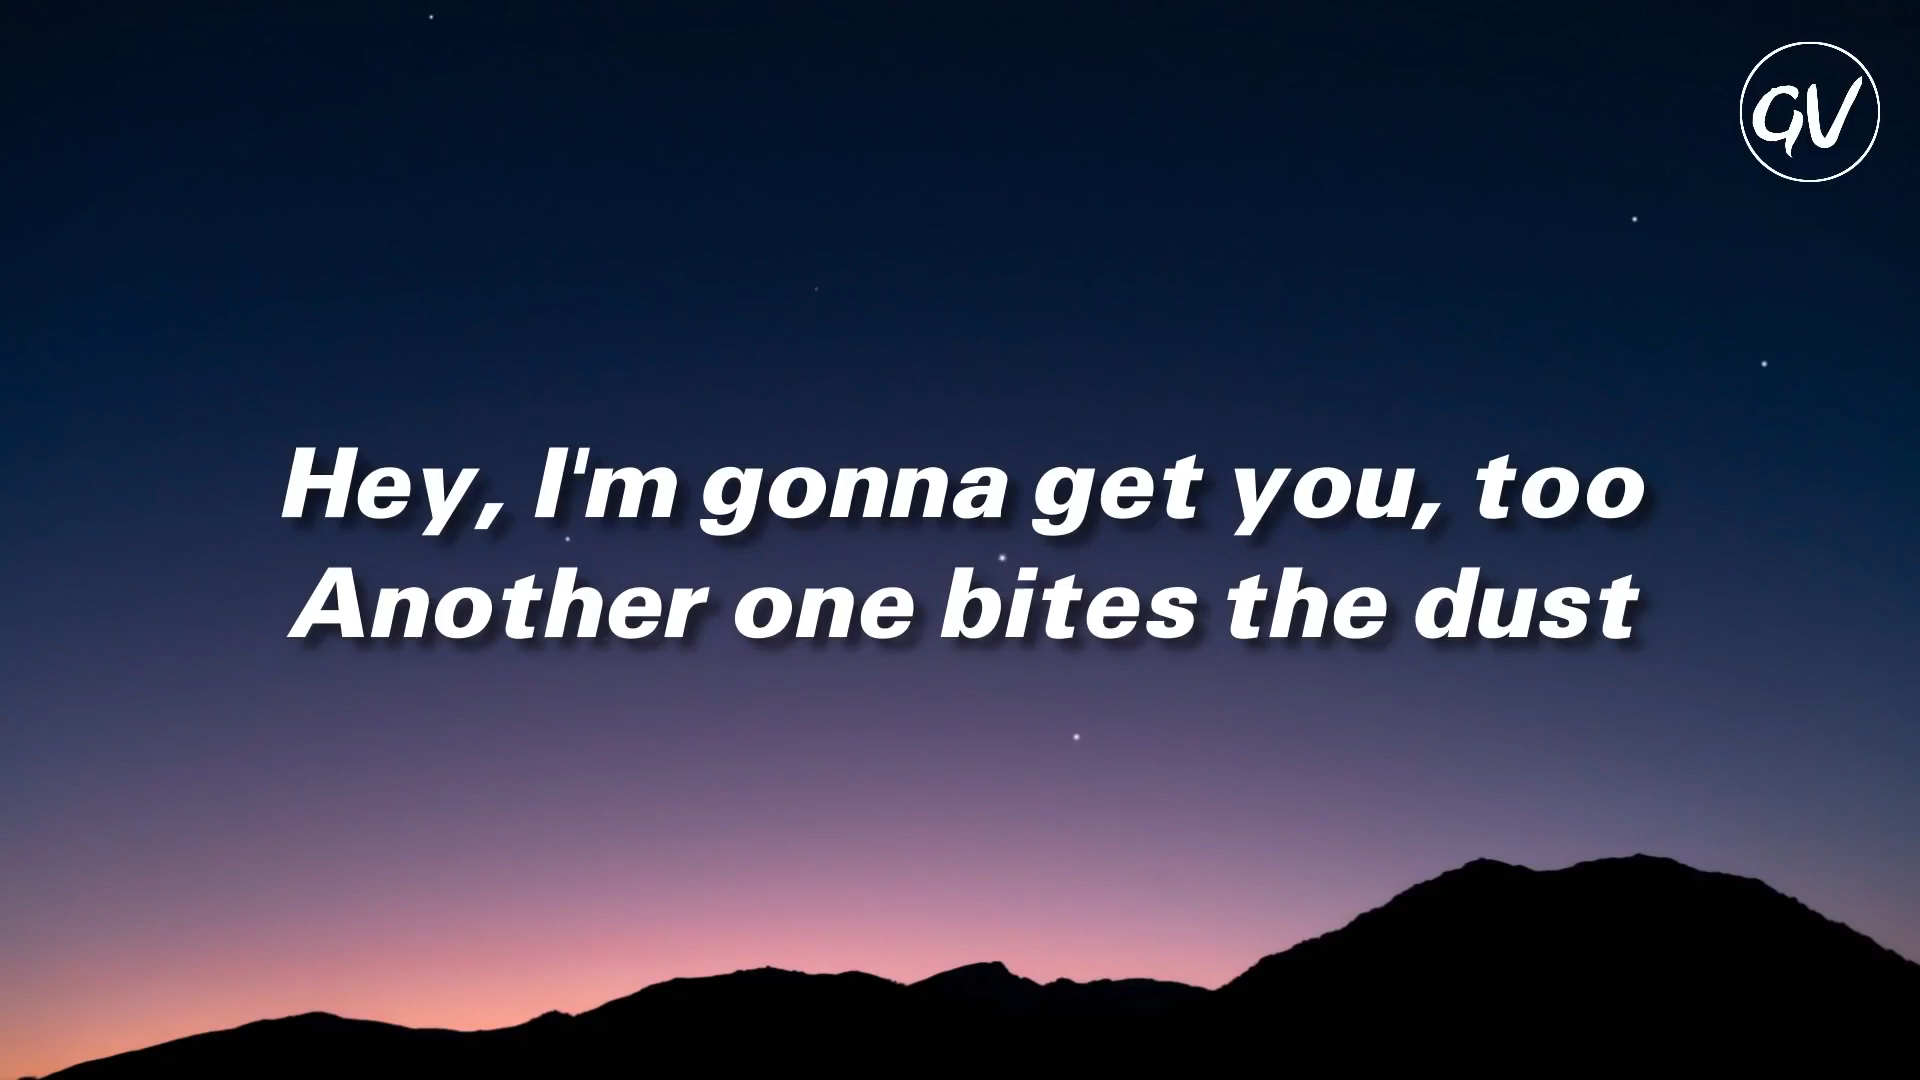 GV
Hey, I'm gonna get you, too
Another one bites the dust